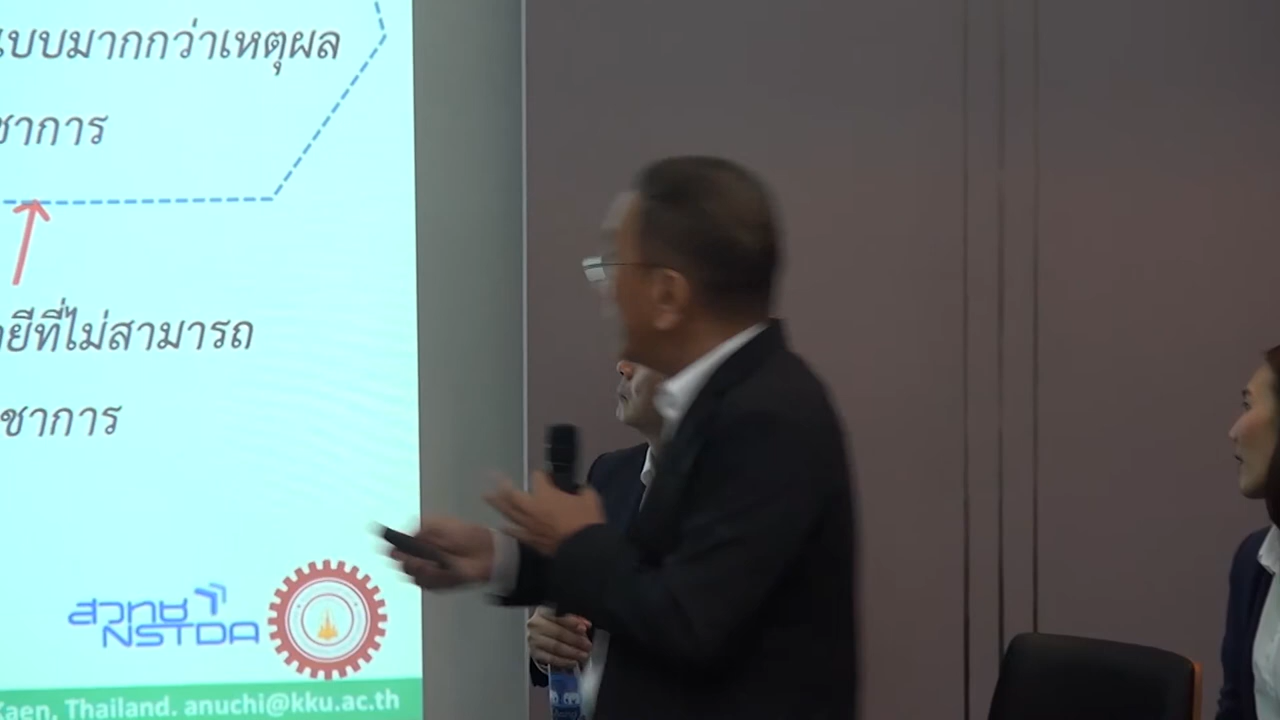 แบบมากกว่าเหตุผล
ชาการ
ยีที่ไม่สามารถ
ชาการ
สวทช
NSTDA
Kaen, Thailand. anuchi@kku.ac.th